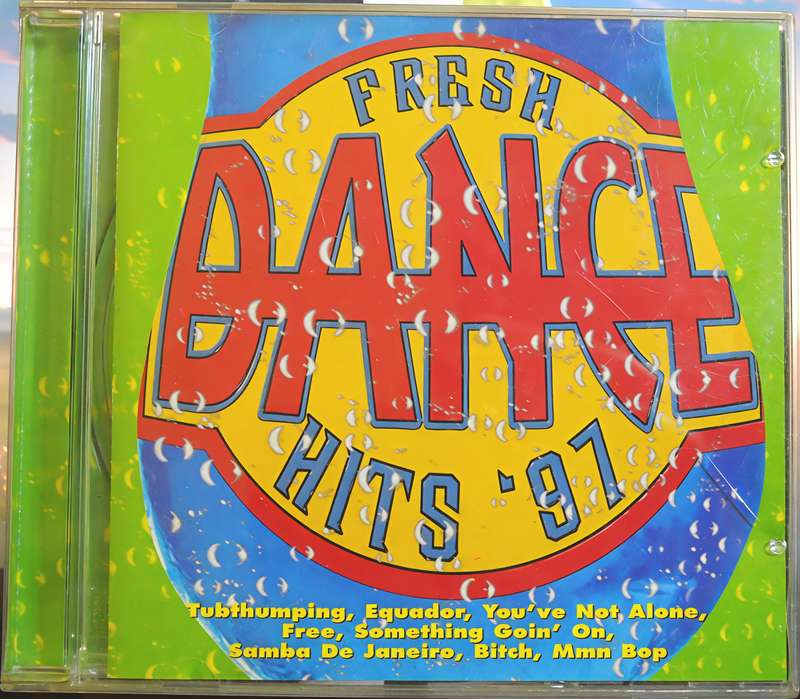 FRESH
DANCE
HITS '97
Tubthumping, Equador, You've Not Alone,
Free, Something Goin' On,
Samba De Janeiro, Bitch, Mmn Bop